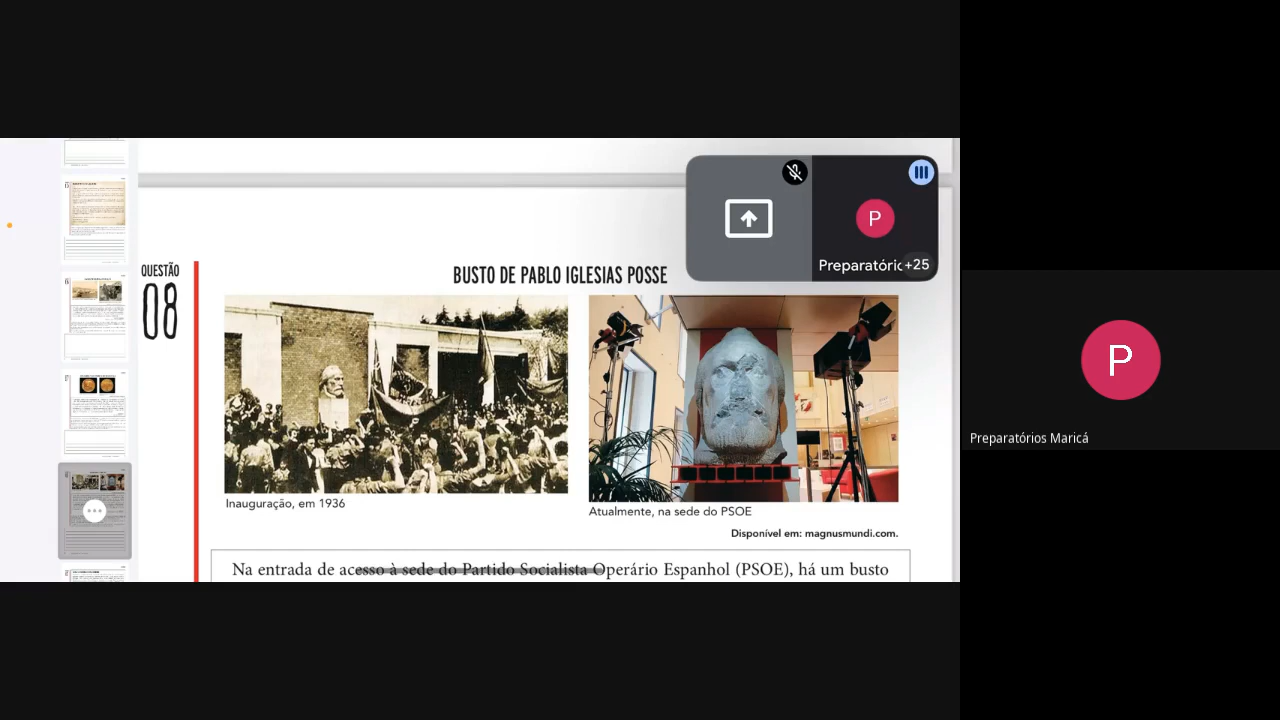 QUESTÃO
08
BUSTO DE PABLO IGLESIAS POSSE
P
Preparatóric +25
Inauguração, em 1936
Atualmente, na sede do PSOE
Disponível em: magnusmundi.com.
Na entrada de acesso à sede do Partido Socialista Operário Espanhol (PSOE), há um busto
P
Preparatórios Maricá